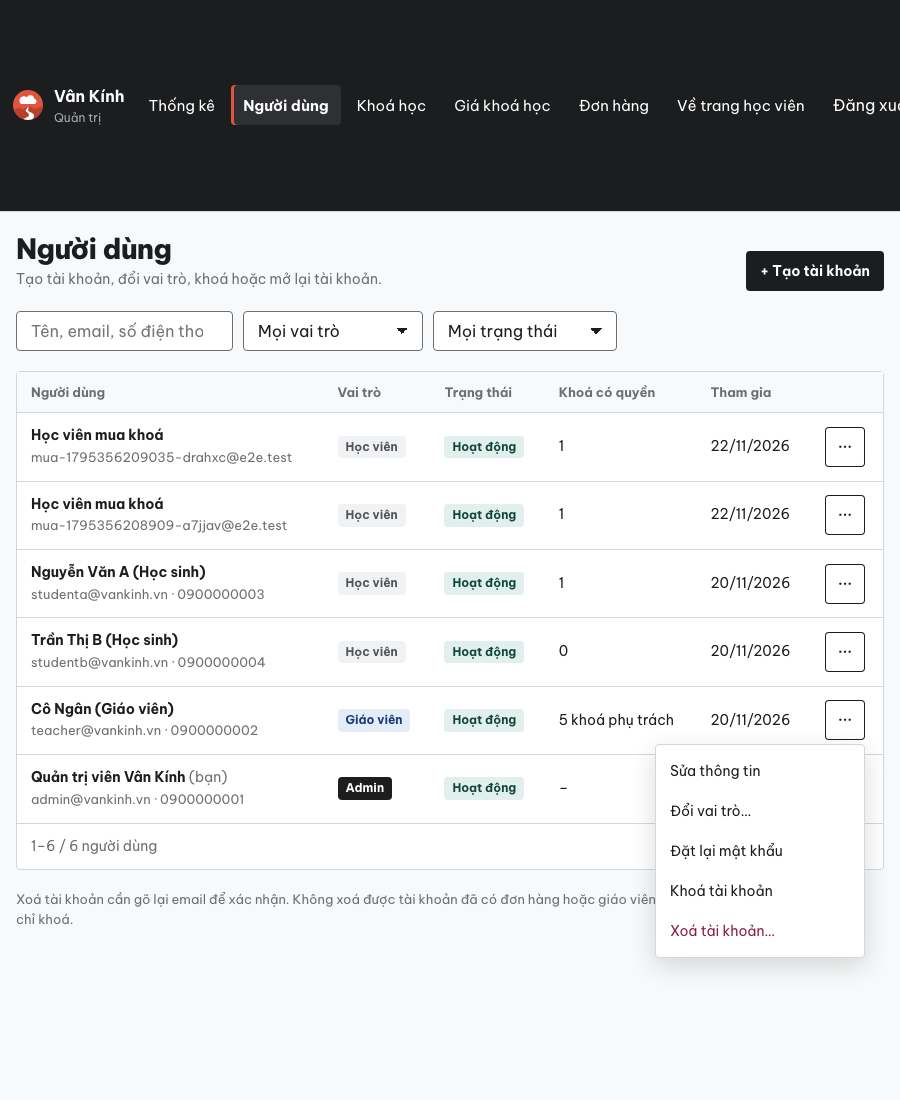 Vân Kính
Quản trị
Thống kê
Người dùng
Khoá học
Giá khoá học
Đơn hàng
Về trang học viên
Đăng xu
Người dùng
Tạo tài khoản, đổi vai trò, khoá hoặc mở lại tài khoản.
+ Tạo tài khoản
Tên, email, số điện tho
Mọi vai trò
Mọi trạng thái
Người dùng Vai trò Trạng thái Khoá có quyền Tham gia
Học viên mua khoá
mua-1795356209035-drahxc@e2e.test
Học viên Hoạt động 1 22/11/2026 ···
Học viên mua khoá
mua-1795356208909-a7jjav@e2e.test
Học viên Hoạt động 1 22/11/2026 ···
Nguyễn Văn A (Học sinh)
studenta@vankinh.vn · 0900000003
Học viên Hoạt động 1 20/11/2026 ···
Trần Thị B (Học sinh)
studentb@vankinh.vn · 0900000004
Học viên Hoạt động 0 20/11/2026 ···
Cô Ngân (Giáo viên)
teacher@vankinh.vn · 0900000002
Giáo viên Hoạt động 5 khoá phụ trách 20/11/2026 ···
Quản trị viên Vân Kính (bạn)
admin@vankinh.vn · 0900000001
Admin Hoạt động –
Sửa thông tin
Đổi vai trò…
Đặt lại mật khẩu
Khoá tài khoản
Xoá tài khoản…
1–6 / 6 người dùng
Xoá tài khoản cần gõ lại email để xác nhận. Không xoá được tài khoản đã có đơn hàng hoặc giáo viên
chỉ khoá.